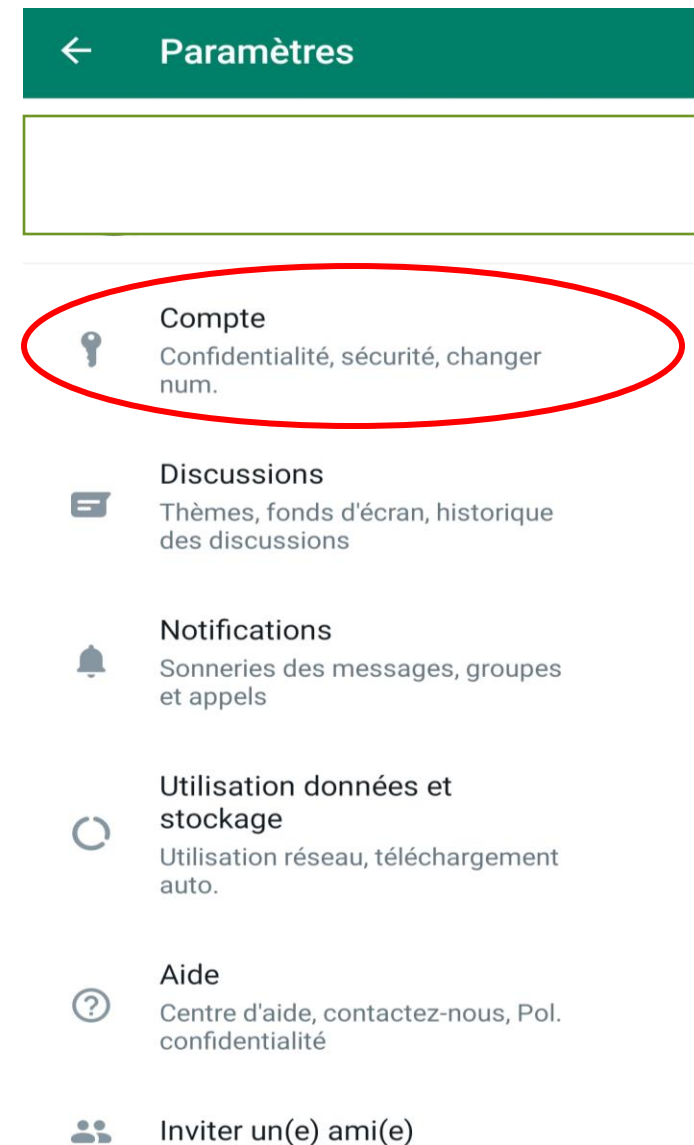 Paramètres
Compte
Confidentialité, sécurité, changer
num.
Discussions
Thèmes, fonds d'écran, historique
des discussions
Notifications
Sonneries des messages, groupes
et appels
Utilisation données et
stockage
Utilisation réseau, téléchargement
auto.
Aide
Centre d'aide, contactez-nous, Pol.
confidentialité
Inviter un(e) ami(e)